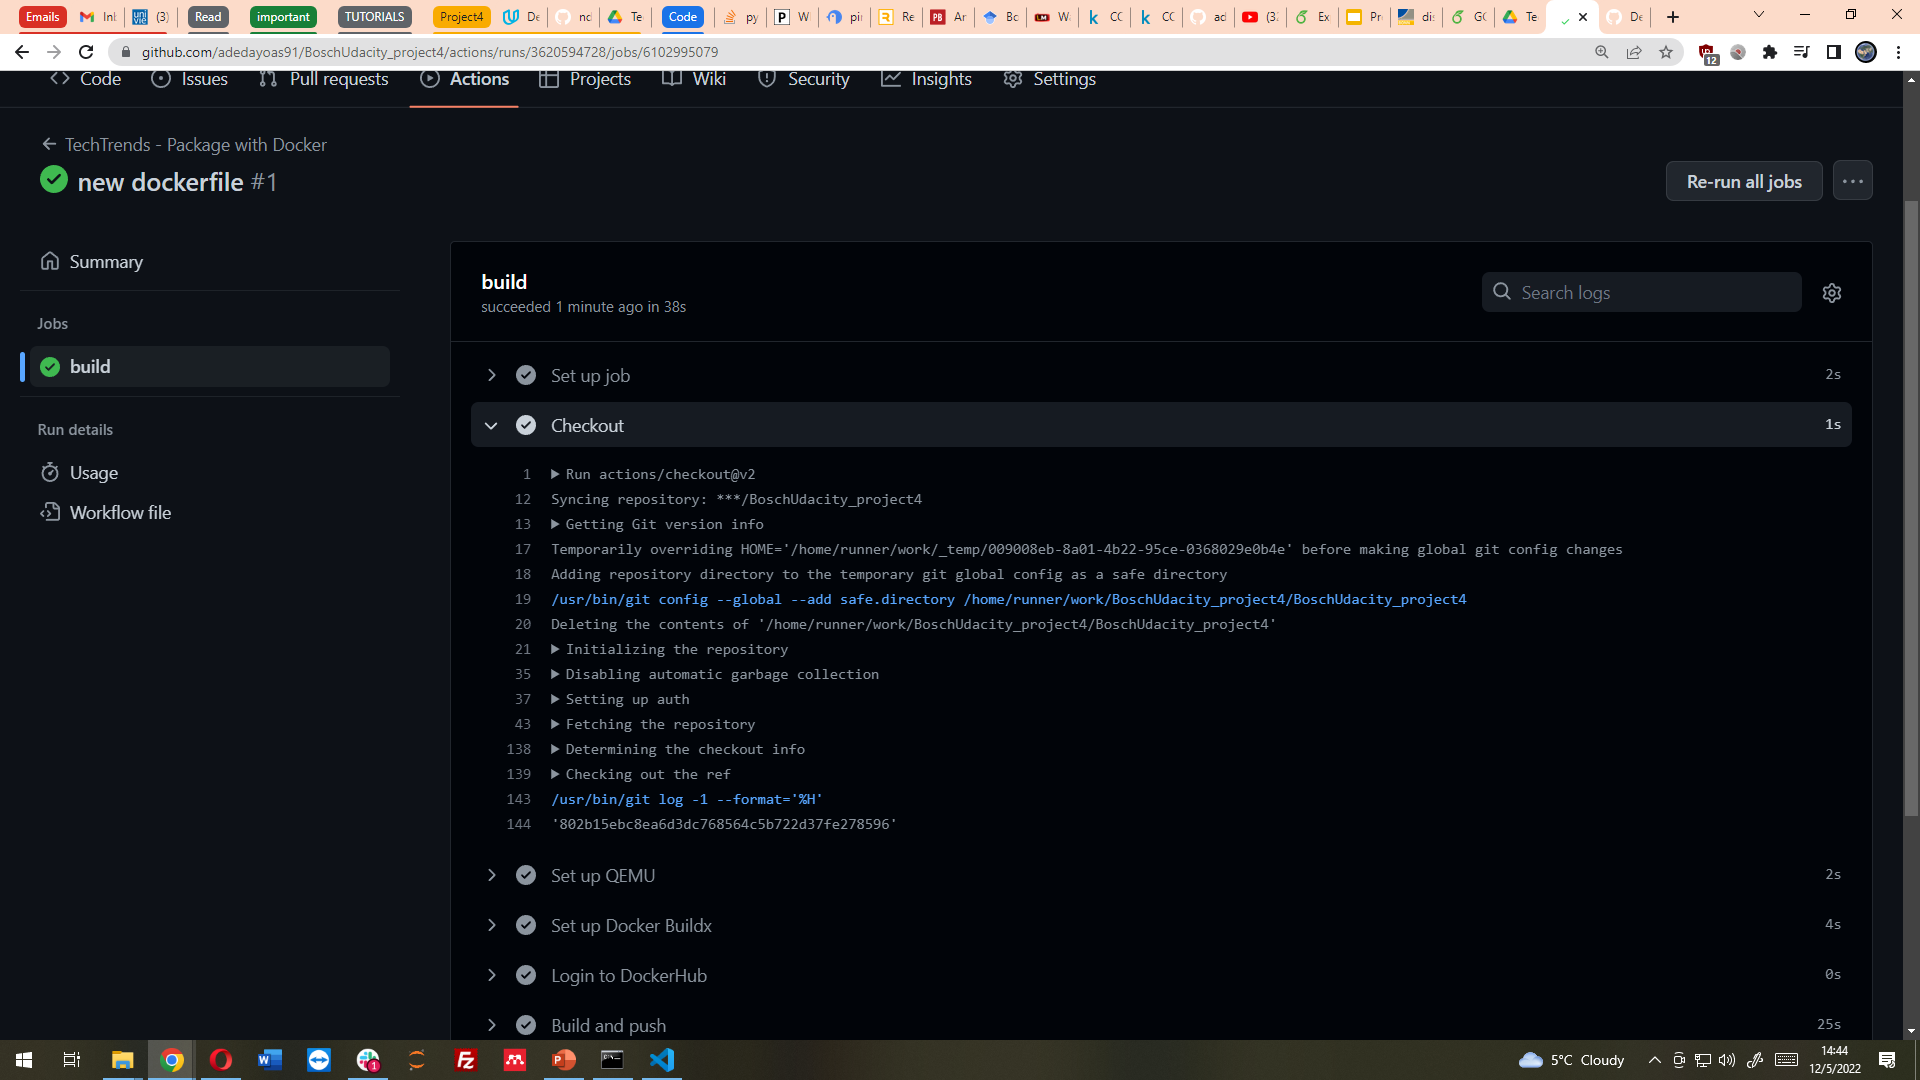 Emails Inl (3) Read important TUTORIALS Project4 De nc Te Code py W pii Re Ar Bc W CC CC ad (32 Ex Pr dis GC Te De
github.com/adedayoas91/BoschUdacity_project4/actions/runs/3620594728/jobs/6102995079
12
Code Issues Pull requests Actions Projects Wiki Security Insights Settings
TechTrends - Package with Docker
new dockerfile #1
Re-run all jobs
Summary
Jobs
build
Run details
Usage
Workflow file
build
succeeded 1 minute ago in 38s
Search logs
Set up job 2s
Checkout 1s
1 Run actions/checkout@v2
12 Syncing repository: ***/BoschUdacity_project4
13 Getting Git version info
17 Temporarily overriding HOME='/home/runner/work/_temp/009008eb-8a01-4b22-95ce-0368029e0b4e' before making global git config changes
18 Adding repository directory to the temporary git global config as a safe directory
19 /usr/bin/git config --global --add safe.directory /home/runner/work/BoschUdacity_project4/BoschUdacity_project4
20 Deleting the contents of '/home/runner/work/BoschUdacity_project4/BoschUdacity_project4'
21 Initializing the repository
35 Disabling automatic garbage collection
37 Setting up auth
43 Fetching the repository
138 Determining the checkout info
139 Checking out the ref
143 /usr/bin/git log -1 --format='%H'
144 '802b15ebc8ea6d3dc768564c5b722d37fe278596'
Set up QEMU 2s
Set up Docker Buildx 4s
Login to DockerHub 0s
Build and push 25s
5°C Cloudy
14:44
12/5/2022